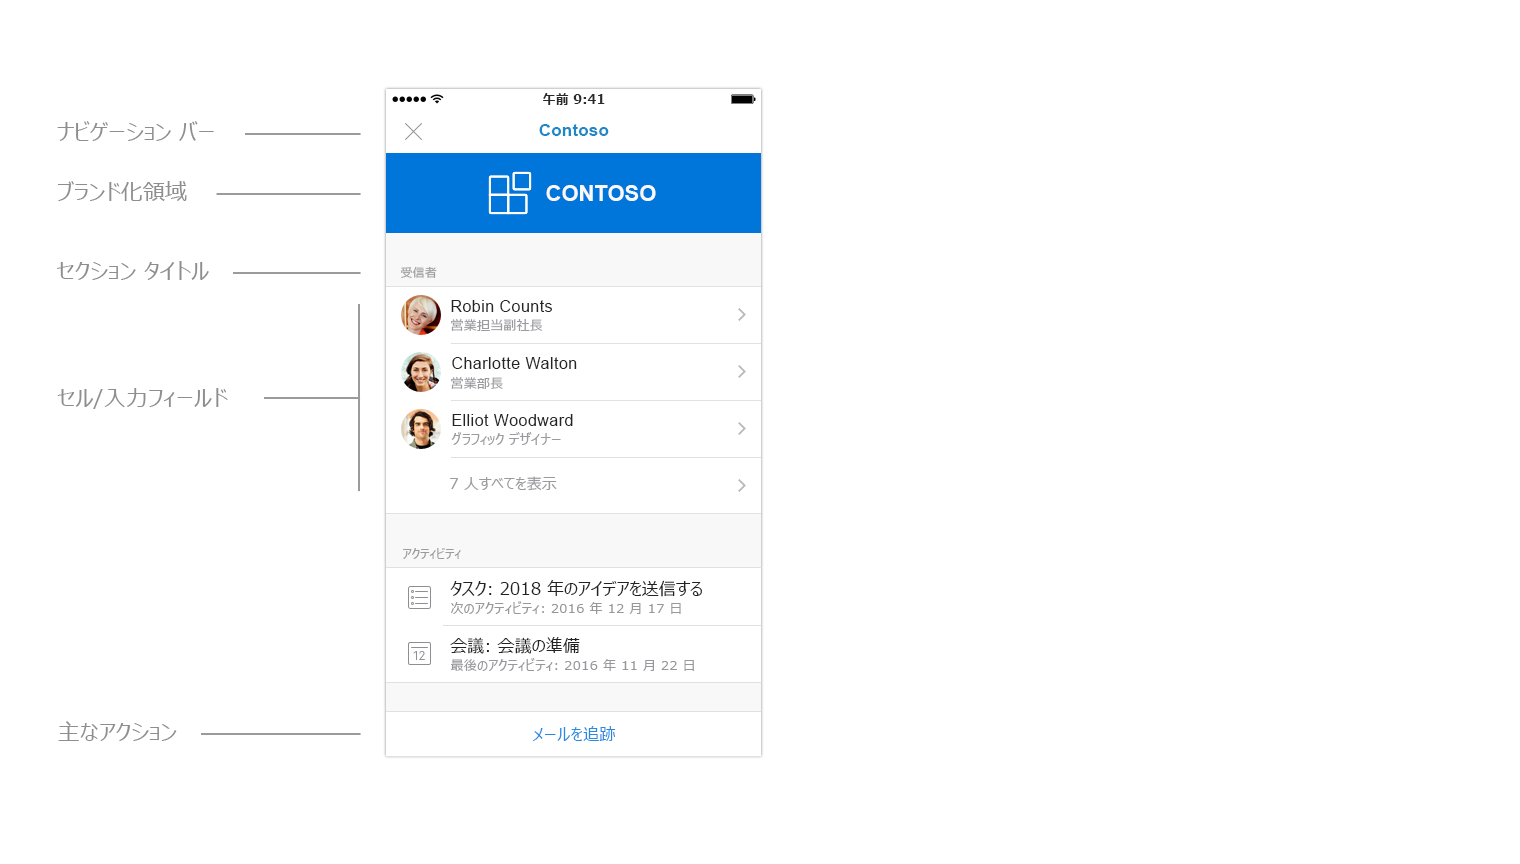 午前 9:41
ナビゲーション バー
Contoso
ブランド化領域
CONTOSO
セクション タイトル
受信者
Robin Counts
営業担当副社長
Charlotte Walton
営業部長
セル/入力フィールド
Elliot Woodward
グラフィック デザイナー
7 人すべてを表示
アクティビティ
タスク: 2018 年のアイデアを送信する
次のアクティビティ: 2016 年 12 月 17 日
12
会議: 会議の準備
最後のアクティビティ: 2016 年 11 月 22 日
主なアクション
メールを追跡